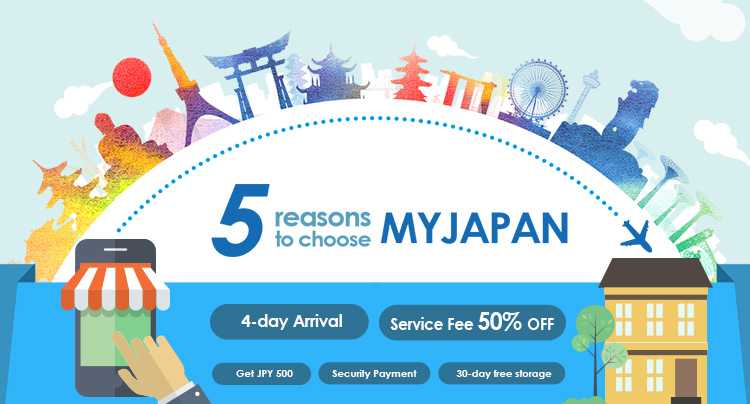 5 reasons to choose MYJAPAN
4-day Arrival
Service Fee 50% OFF
Get JPY 500
Security Payment
30-day free storage